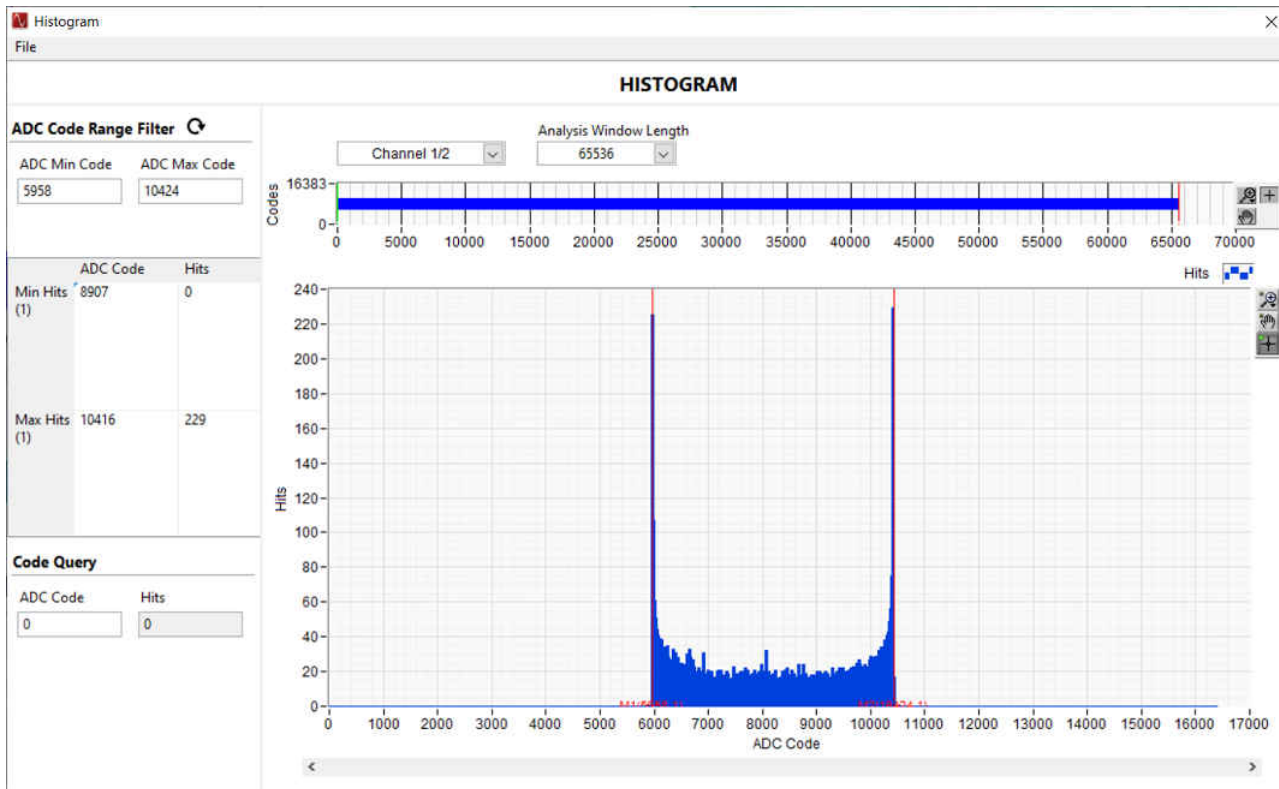 Histogram
File
HISTOGRAM
ADC Code Range Filter
ADC Min Code ADC Max Code
5958 10424
Channel 1/2
Analysis Window Length
65536
Codes
16383
0
0 5000 10000 15000 20000 25000 30000 35000 40000 45000 50000 55000 60000 65000 70000
ADC Code Hits
Min Hits (1) 8907 0
Max Hits (1) 10416 229
Code Query
ADC Code Hits
0 0
Hits
Hits
240
220
200
180
160
140
120
100
80
60
40
20
0
0 1000 2000 3000 4000 5000 6000 7000 8000 9000 10000 11000 12000 13000 14000 15000 16000 17000
ADC Code